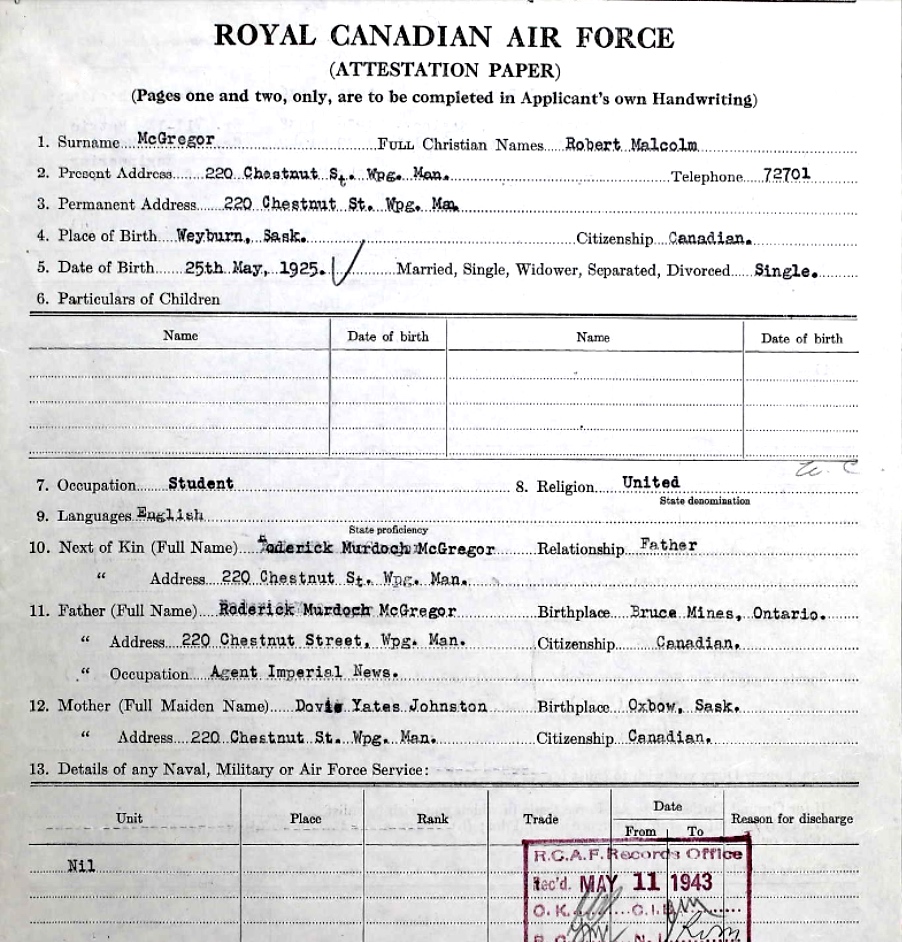 ROYAL CANADIAN AIR FORCE
(ATTESTATION PAPER)
(Pages one and two, only, are to be completed in Applicant's own Handwriting)
1. Surname McGregor FULL Christian Names Robert Malcolm
2. Present Address 220 Chestnut St. Wpg. Man. Telephone 72701
3. Permanent Address 220 Chestnut St. Wpg. Man
4. Place of Birth Weyburn, Sask. Citizenship Canadian.
5. Date of Birth 25th May, 1925. Married, Single, Widower, Separated, Divorced Single.
6. Particulars of Children
Name Date of birth Name Date of birth
7. Occupation Student 8. Religion United
State denomination
9. Languages English
State proficiency
10. Next of Kin (Full Name) Roderick Murdoch McGregor Relationship Father
" Address 220 Chestnut St. Wpg. Man.
11. Father (Full Name) Roderick Murdoch McGregor Birthplace Bruce Mines, Ontario.
" Address 220 Chestnut Street, Wpg. Man. Citizenship Canadian.
" Occupation Agent Imperial News.
12. Mother (Full Maiden Name) Yates Johnston Birthplace Oxbow, Sask.
" Address 220 Chestnut St. Wpg. Man. Citizenship Canadian.
13. Details of any Naval, Military or Air Force Service:
Unit Place Rank Trade Date Reason for discharge
From To
Nil
R.C.A.F. Records Office
Rec'd. MAY 11 1943
O.K. C.I.